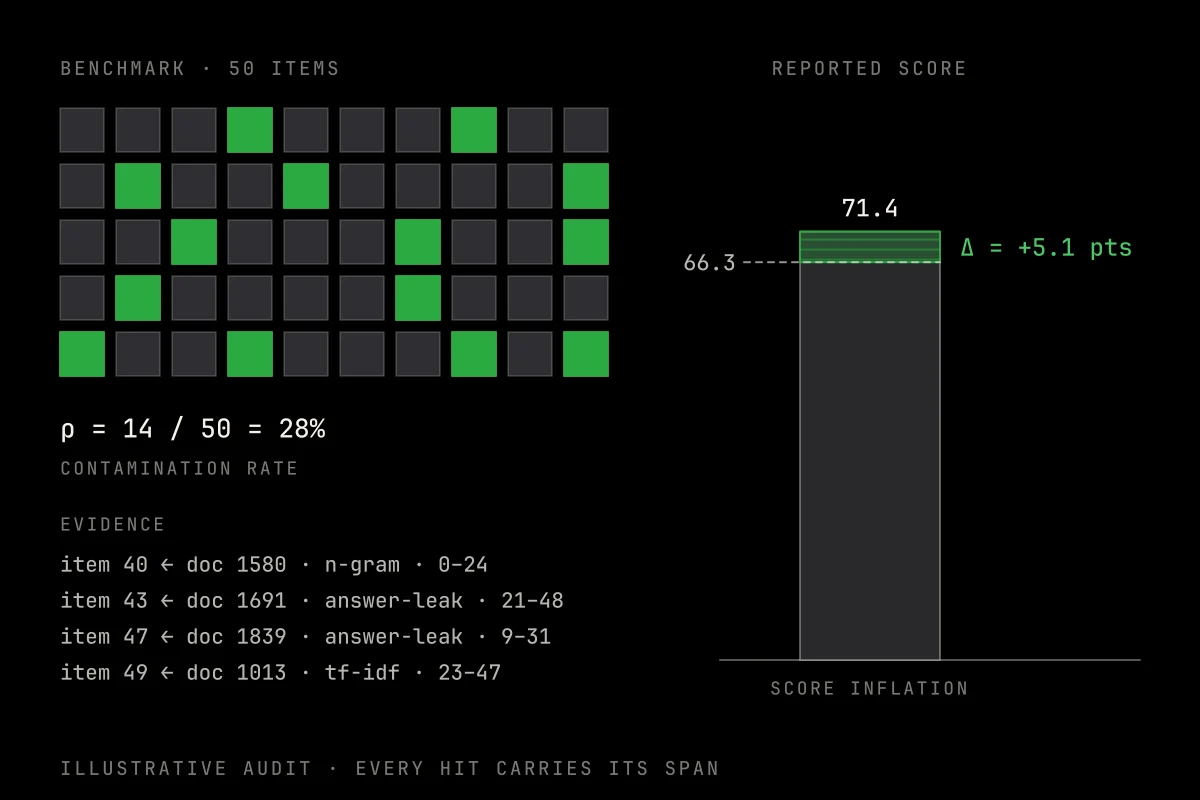 BENCHMARK · 50 ITEMS
REPORTED SCORE
71.4
66.3
Δ = +5.1 pts
ρ = 14 / 50 = 28%
CONTAMINATION RATE
EVIDENCE
item 40 ← doc 1580 · n-gram · 0–24
item 43 ← doc 1691 · answer-leak · 21–48
item 47 ← doc 1839 · answer-leak · 9–31
item 49 ← doc 1013 · tf-idf · 23–47
SCORE INFLATION
ILLUSTRATIVE AUDIT · EVERY HIT CARRIES ITS SPAN